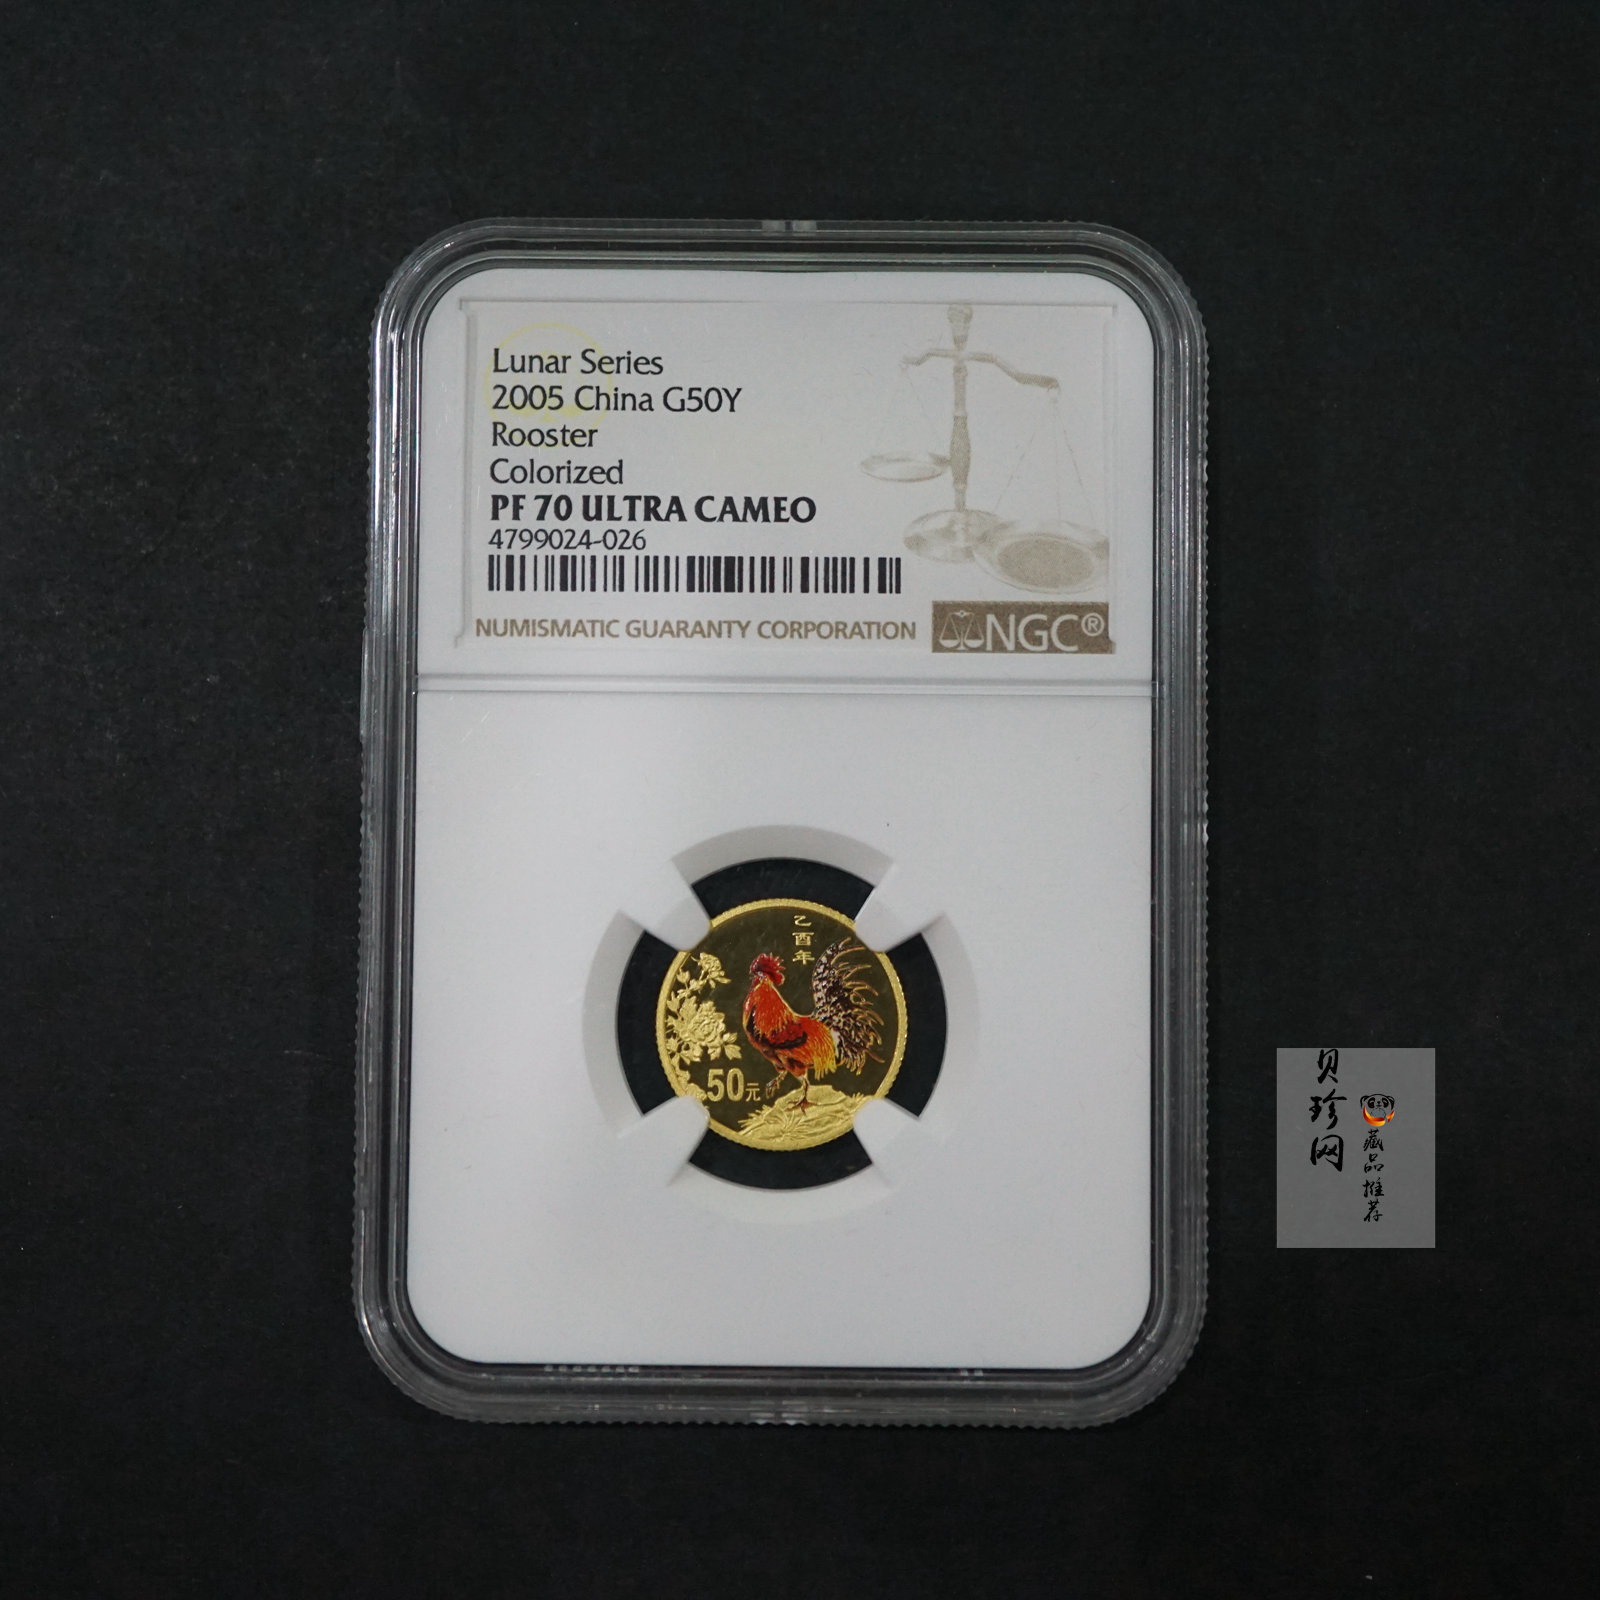 Lunar Series
2005 China G50Y
Rooster
Colorized
PF 70 ULTRA CAMEO
4799024-026
NUMISMATIC GUARANTY CORPORATION
NGC®
乙酉年
50元
贝珍网
藏品推荐